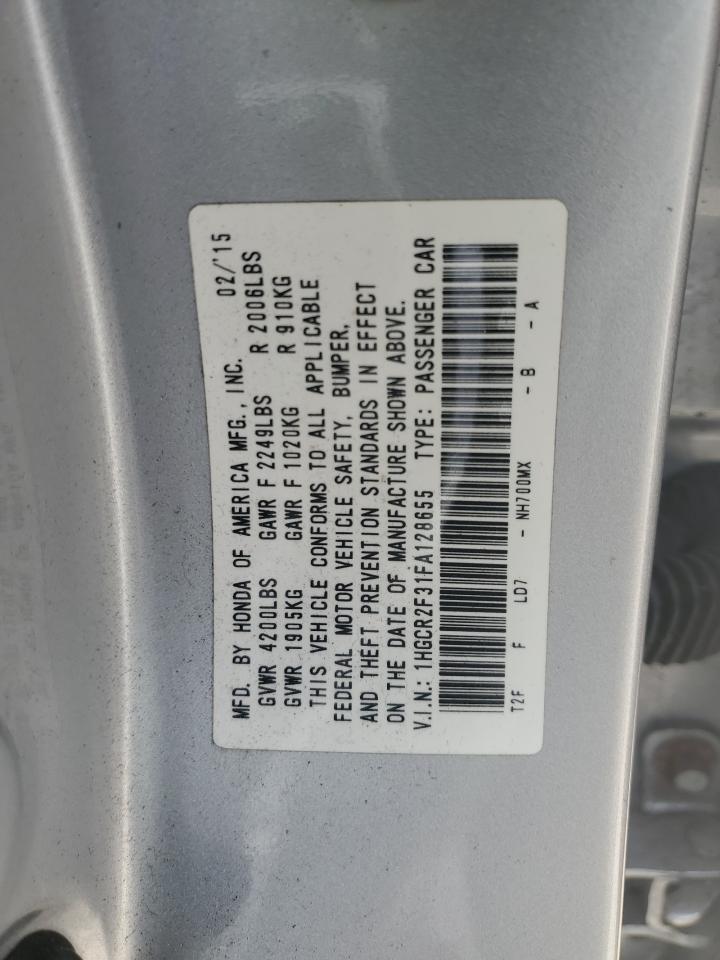 MFD. BY HONDA OF AMERICA MFG., INC. 02/'15
GVWR 4200LBS GAWR F 2249LBS R 2006LBS
GVWR 1905KG GAWR F 1020KG R 910KG
THIS VEHICLE CONFORMS TO ALL APPLICABLE
FEDERAL MOTOR VEHICLE SAFETY, BUMPER,
AND THEFT PREVENTION STANDARDS IN EFFECT
ON THE DATE OF MANUFACTURE SHOWN ABOVE.
V.I.N.: 1HGCR2F31FA128655 TYPE: PASSENGER CAR
T2F F LD7 - NH700MX - B - A